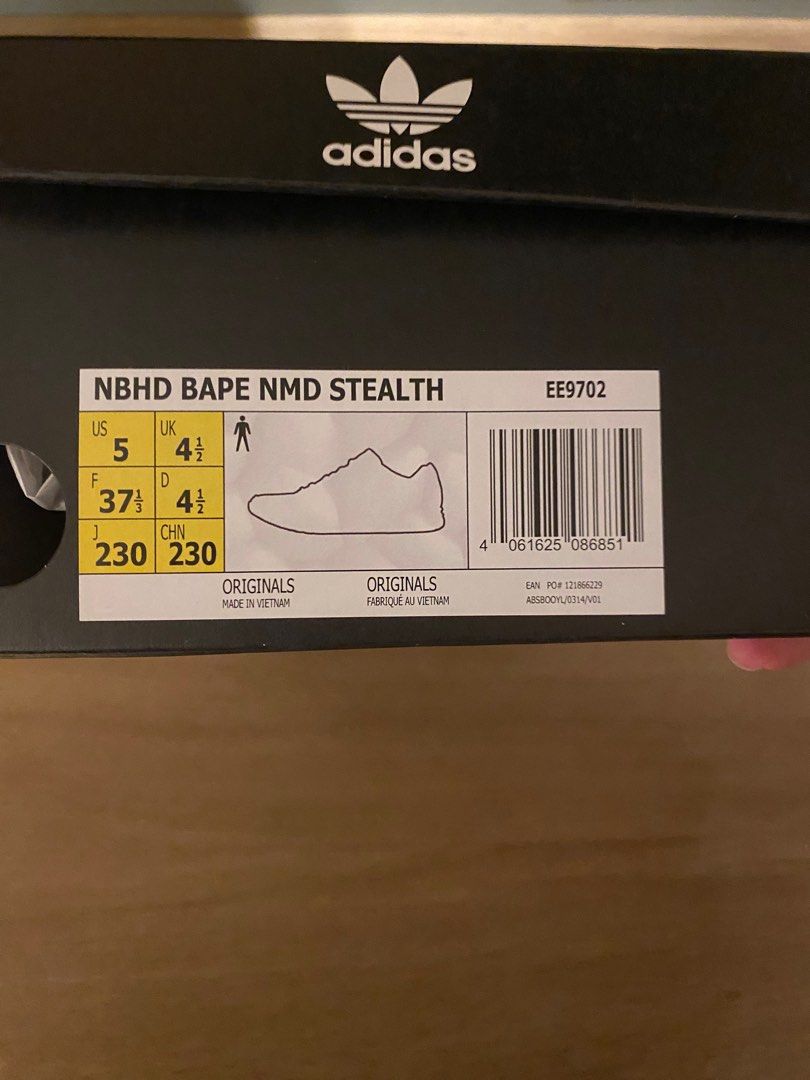 adidas
NBHD BAPE NMD STEALTH EE9702
US 5 UK 4½
F 37⅓ D 4½
J 230 CHN 230
4 061625 086851
ORIGINALS ORIGINALS
MADE IN VIETNAM FABRIQUÉ AU VIETNAM
EAN PO# 121866229
ABSBOOYL/0314/V01